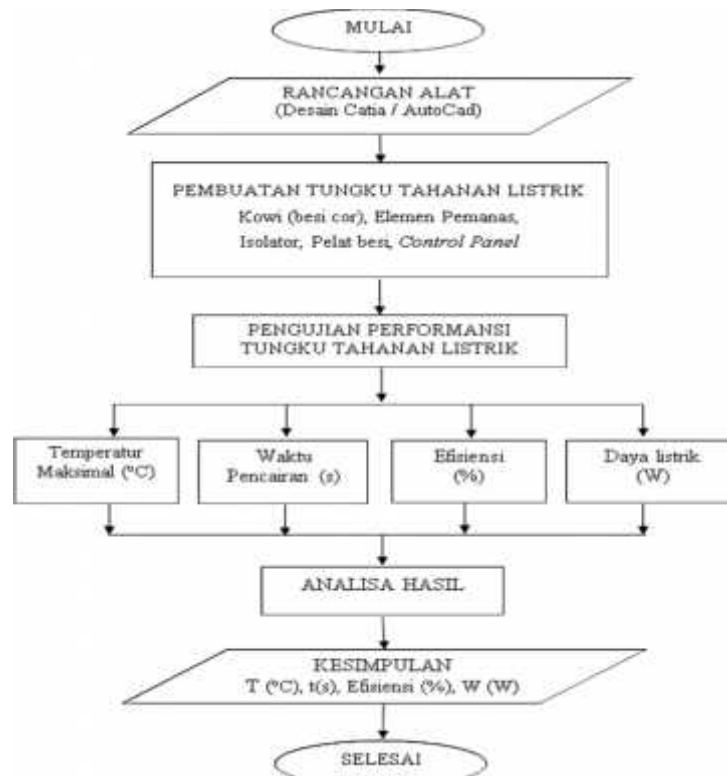 MULAI
RANCANGAN ALAT
(Desain Catia / AutoCad)
PEMBUATAN TUNGKU TAHANAN LISTRIK
Kowi (besi cor), Elemen Pemanas,
Isolator, Pelat besi, Control Panel
PENGUJIAN PERFORMANSI
TUNGKU TAHANAN LISTRIK
Temperatur
Maksimal (°C)
Waktu
Pencairan (s)
Efisiensi
(%)
Daya listrik
(W)
ANALISA HASIL
KESIMPULAN
T (°C), t(s), Efisiensi (%), W (W)
SELESAI